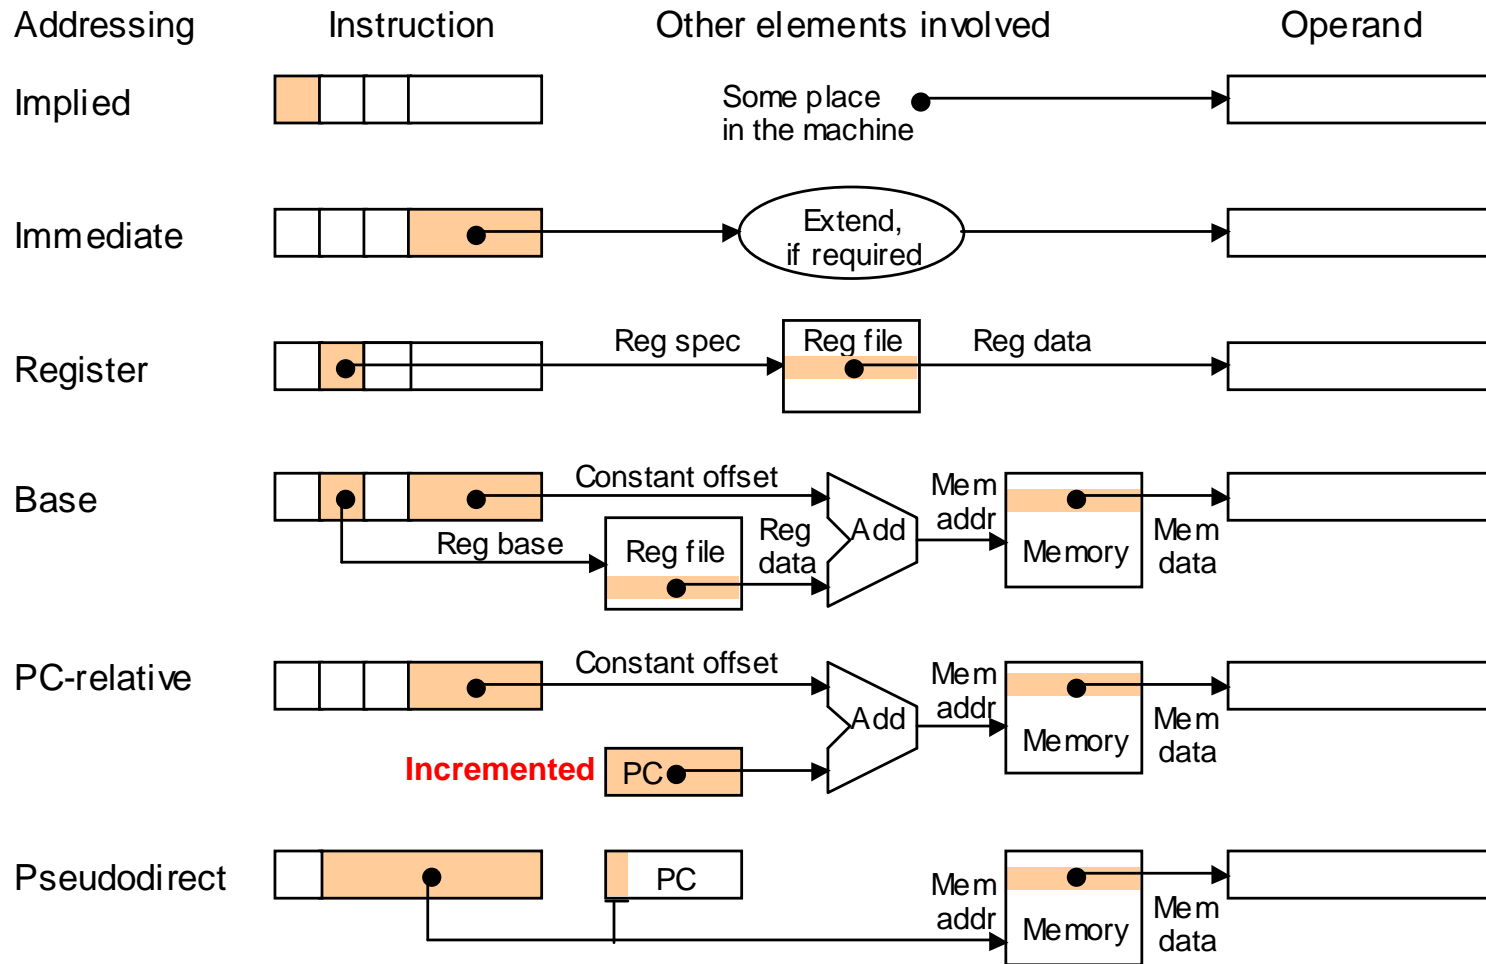 Addressing Instruction Other elements involved Operand
Implied
Some place
in the machine
Immediate
Extend,
if required
Register
Reg spec
Reg file
Reg data
Base
Constant offset
Reg base
Reg file
Reg
data
Add
Mem
addr
Memory
Mem
data
PC-relative
Constant offset
Incremented
PC
Add
Mem
addr
Memory
Mem
data
Pseudodirect
PC
Mem
addr
Memory
Mem
data